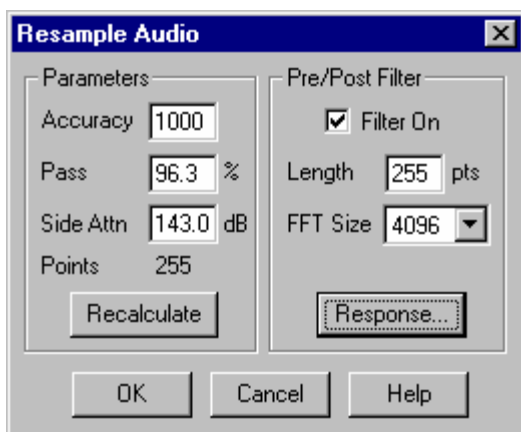 Resample Audio
Parameters
Accuracy 1000
Pass 96.3 %
Side Attn 143.0 dB
Points 255
Recalculate
Pre/Post Filter
Filter On
Length 255 pts
FFT Size 4096
Response...
OK Cancel Help